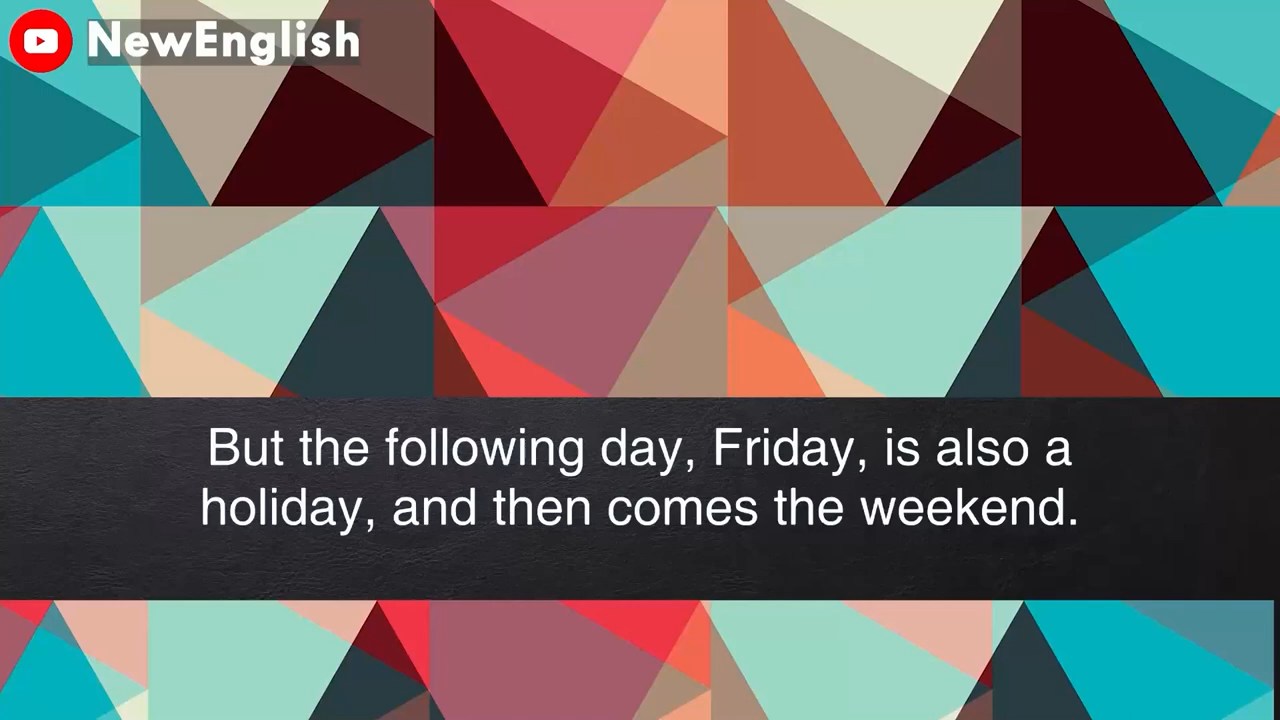 NewEnglish
But the following day, Friday, is also a
holiday, and then comes the weekend.